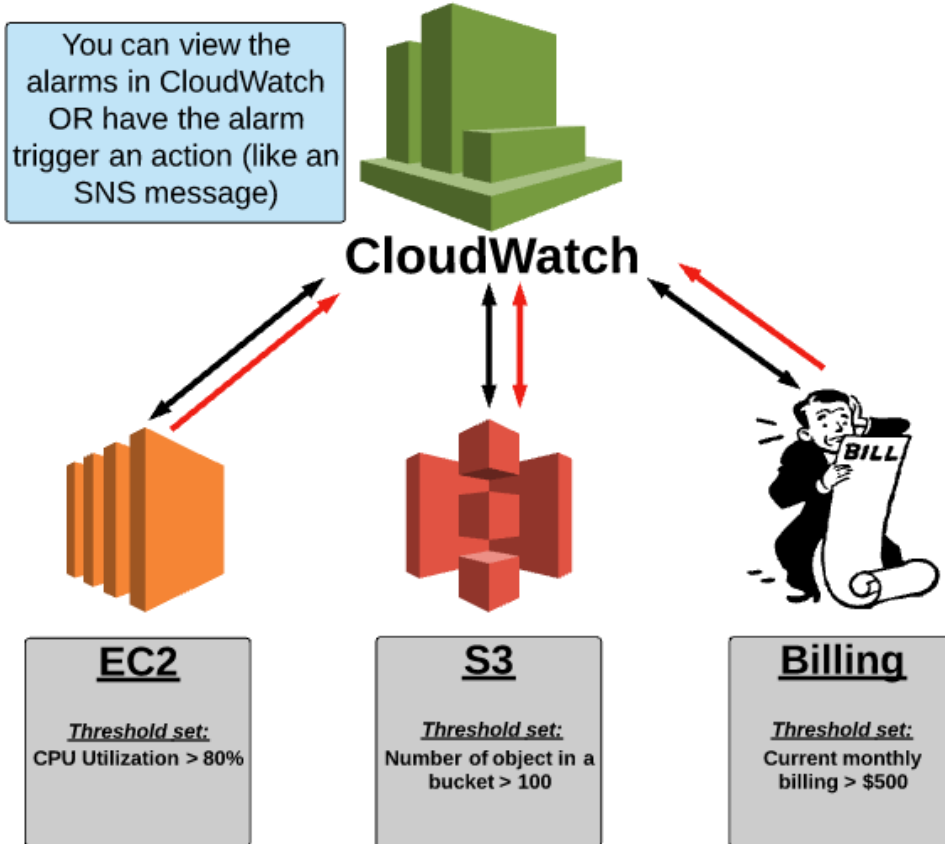 You can view the
alarms in CloudWatch
OR have the alarm
trigger an action (like an
SNS message)
CloudWatch
BILL
EC2
Threshold set:
CPU Utilization > 80%
S3
Threshold set:
Number of object in a
bucket > 100
Billing
Threshold set:
Current monthly
billing > $500